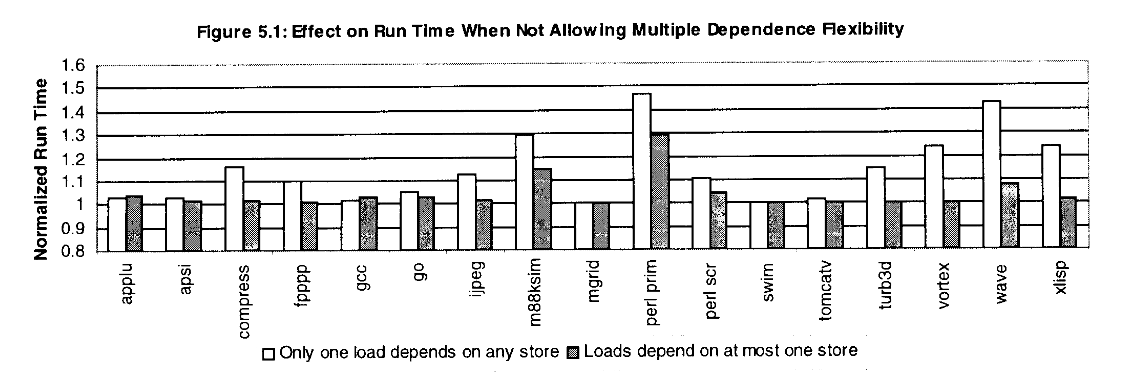 Figure 5.1: Effect on Run Time When Not Allowing Multiple Dependence Flexibility
Normalized Run Time
1.6
1.5
1.4
1.3
1.2
1.1
1
0.9
0.8
applu
apsi
compress
fpppp
gcc
go
ijpeg
m88ksim
mgrid
perl prim
perl scr
swim
tomcatv
turb3d
vortex
wave
xlisp
Only one load depends on any store
Loads depend on at most one store